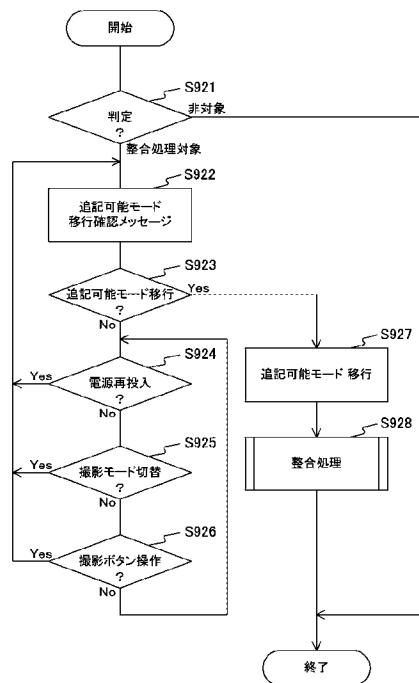 開始
S921
判定
?
非対象
整合処理対象
S922
追記可能モード
移行確認メッセージ
S923
追記可能モード移行
?
Yes
No
S924
電源再投入
?
Yes
No
S925
撮影モード切替
?
Yes
No
S926
撮影ボタン操作
?
Yes
No
S927
追記可能モード 移行
S928
整合処理
終了